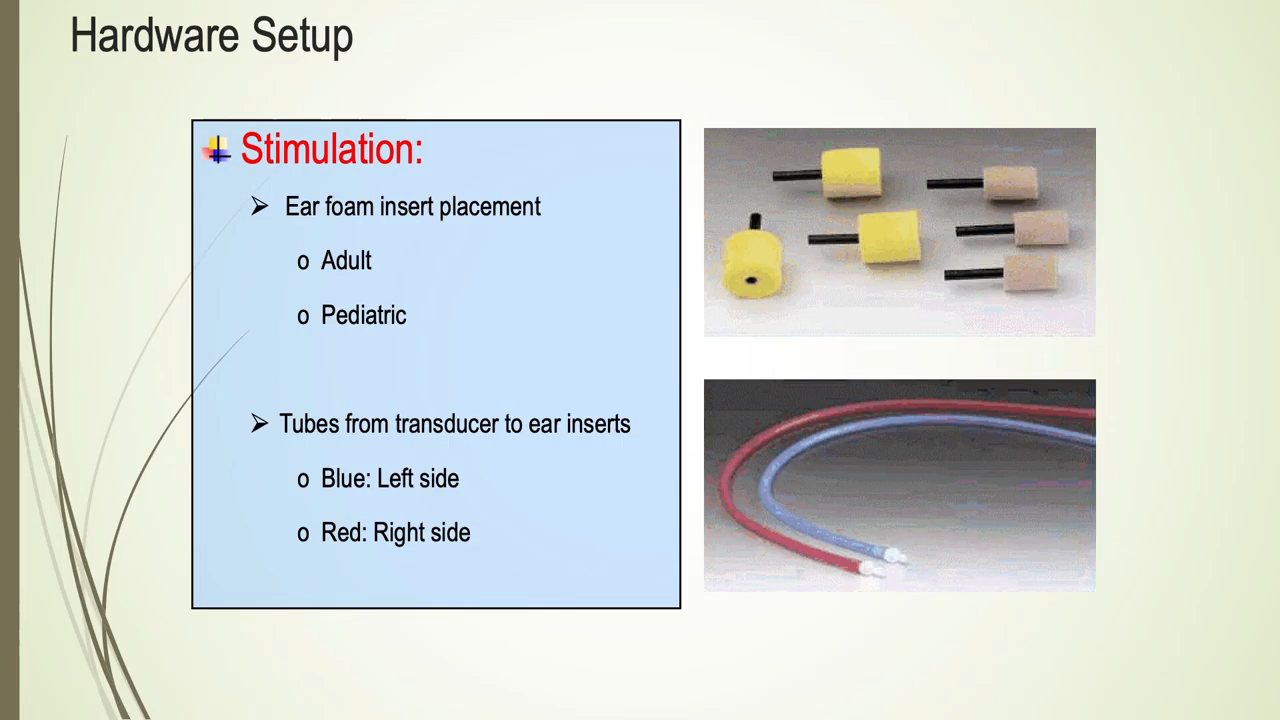 Hardware Setup
Stimulation:
➢ Ear foam insert placement
o Adult
o Pediatric
➢ Tubes from transducer to ear inserts
o Blue: Left side
o Red: Right side